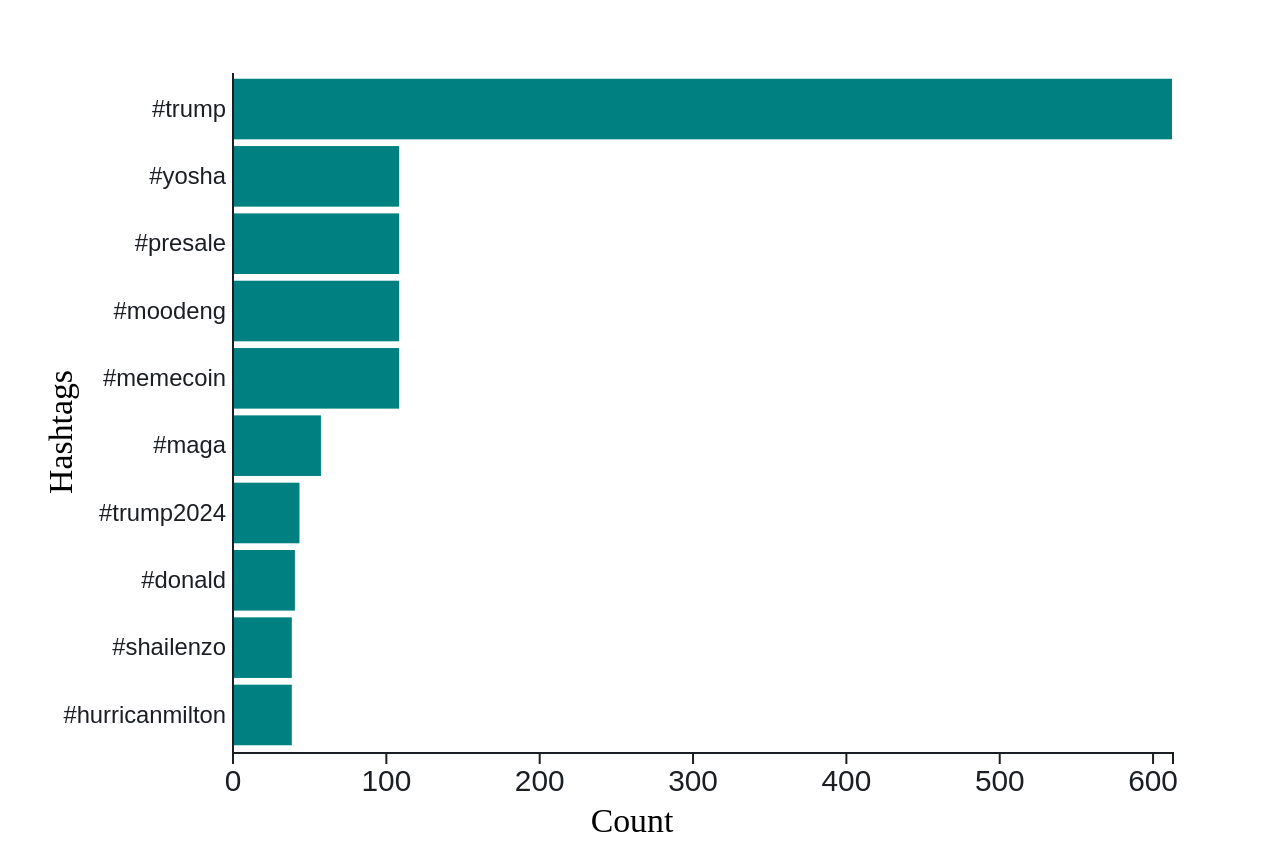 #trump
#yosha
#presale
#moodeng
#memecoin
#maga
#trump2024
#donald
#shailenzo
#hurricanmilton
Hashtags
0 100 200 300 400 500 600
Count